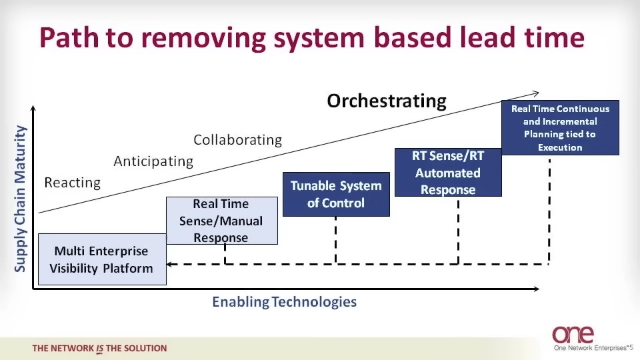 Path to removing system based lead time
Orchestrating
Collaborating
Anticipating
Reacting
Supply Chain Maturity
Real Time Continuous
and Incremental
Planning tied to
Execution
RT Sense/RT
Automated
Response
Tunable System
of Control
Real Time
Sense/Manual
Response
Multi Enterprise
Visibility Platform
Enabling Technologies
THE NETWORK IS THE SOLUTION
one
One Network Enterprises 5